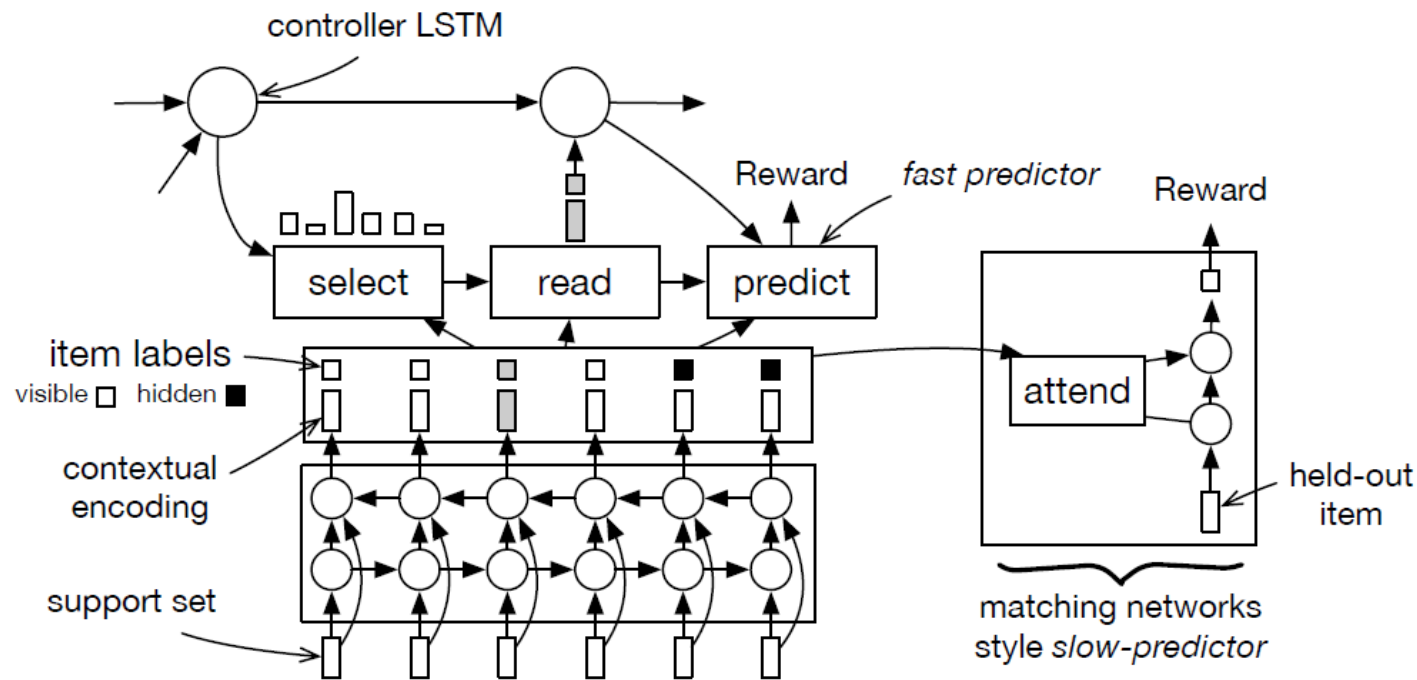 controller LSTM
Reward
fast predictor
Reward
select
read
predict
item labels
visible
hidden
attend
contextual
encoding
held-out
item
support set
matching networks
style slow-predictor